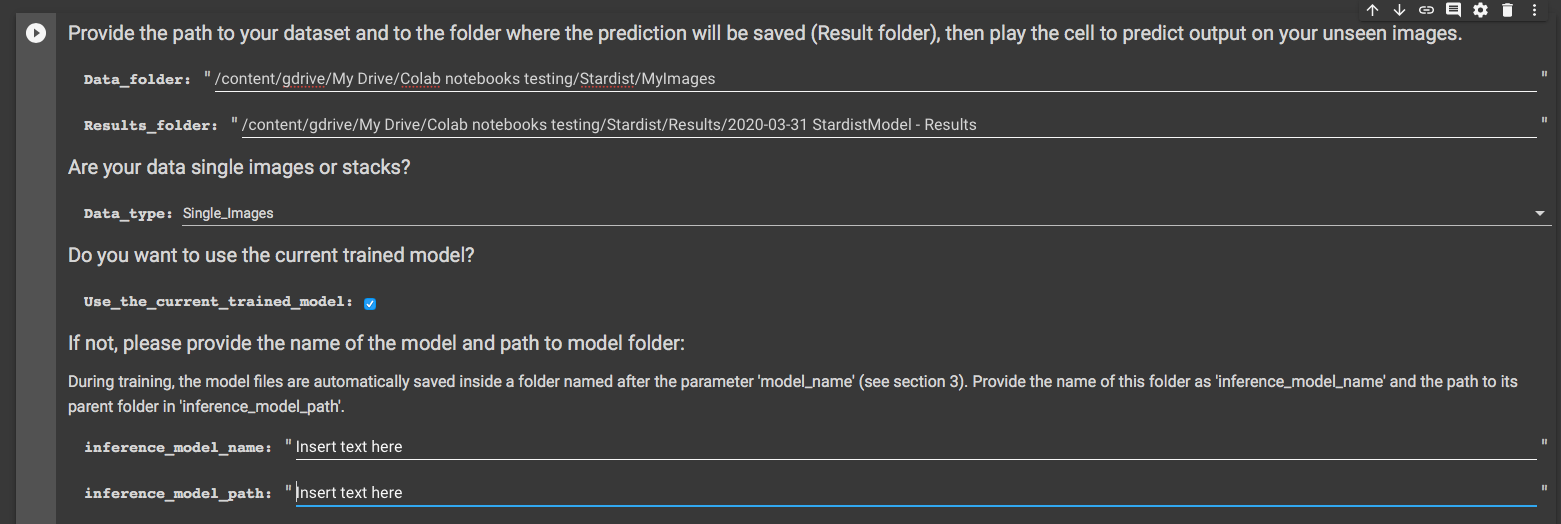 Provide the path to your dataset and to the folder where the prediction will be saved (Result folder), then play the cell to predict output on your unseen images.
Data_folder: "/content/gdrive/My Drive/Colab notebooks testing/Stardist/MyImages"
Results_folder: "/content/gdrive/My Drive/Colab notebooks testing/Stardist/Results/2020-03-31 StardistModel - Results"
Are your data single images or stacks?
Data_type: Single_Images
Do you want to use the current trained model?
Use_the_current_trained_model:
If not, please provide the name of the model and path to model folder:
During training, the model files are automatically saved inside a folder named after the parameter 'model_name' (see section 3). Provide the name of this folder as 'inference_model_name' and the path to its
parent folder in 'inference_model_path'.
inference_model_name: "Insert text here"
inference_model_path: "Insert text here"